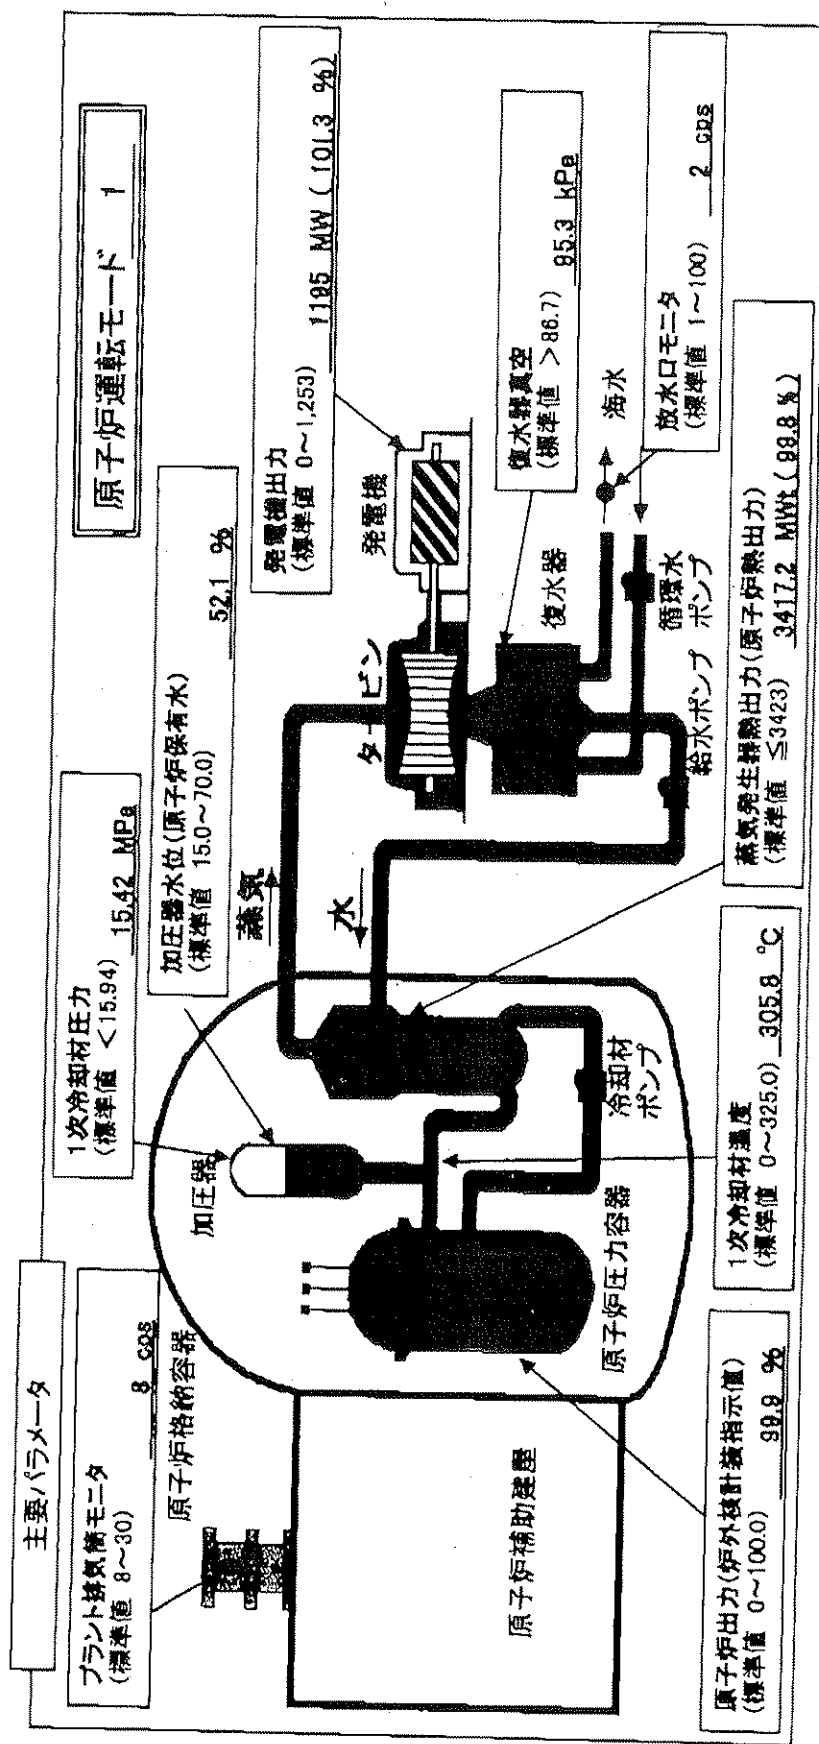 主要パラメータ
原子炉運転モード 1
プラント排気筒モニタ
(標準値 8~30)
8 cps
1次冷却材圧力
(標準値 <15.94)
15.42 MPa
加圧器水位(原子炉保有水)
(標準値 15.0~70.0)
52.1 %
発電機出力
(標準値 0~1,253)
1195 MW (101.3 %)
原子炉格納容器
加圧器
蒸気
水
タービン
発電機
復水器真空
(標準値 >86.7)
95.3 kPa
復水器
海水
循環水
ポンプ
給水ポンプ
放水口モニタ
(標準値 1~100)
2 cps
冷却材
ポンプ
原子炉圧力容器
原子炉補助建屋
原子炉出力(炉外核計装指示値)
(標準値 0~100.0)
99.9 %
1次冷却材温度
(標準値 0~325.0)
305.8 °C
蒸気発生器熱出力(原子炉熱出力)
(標準値 ≦3423)
3417.2 MWt (99.8 %)